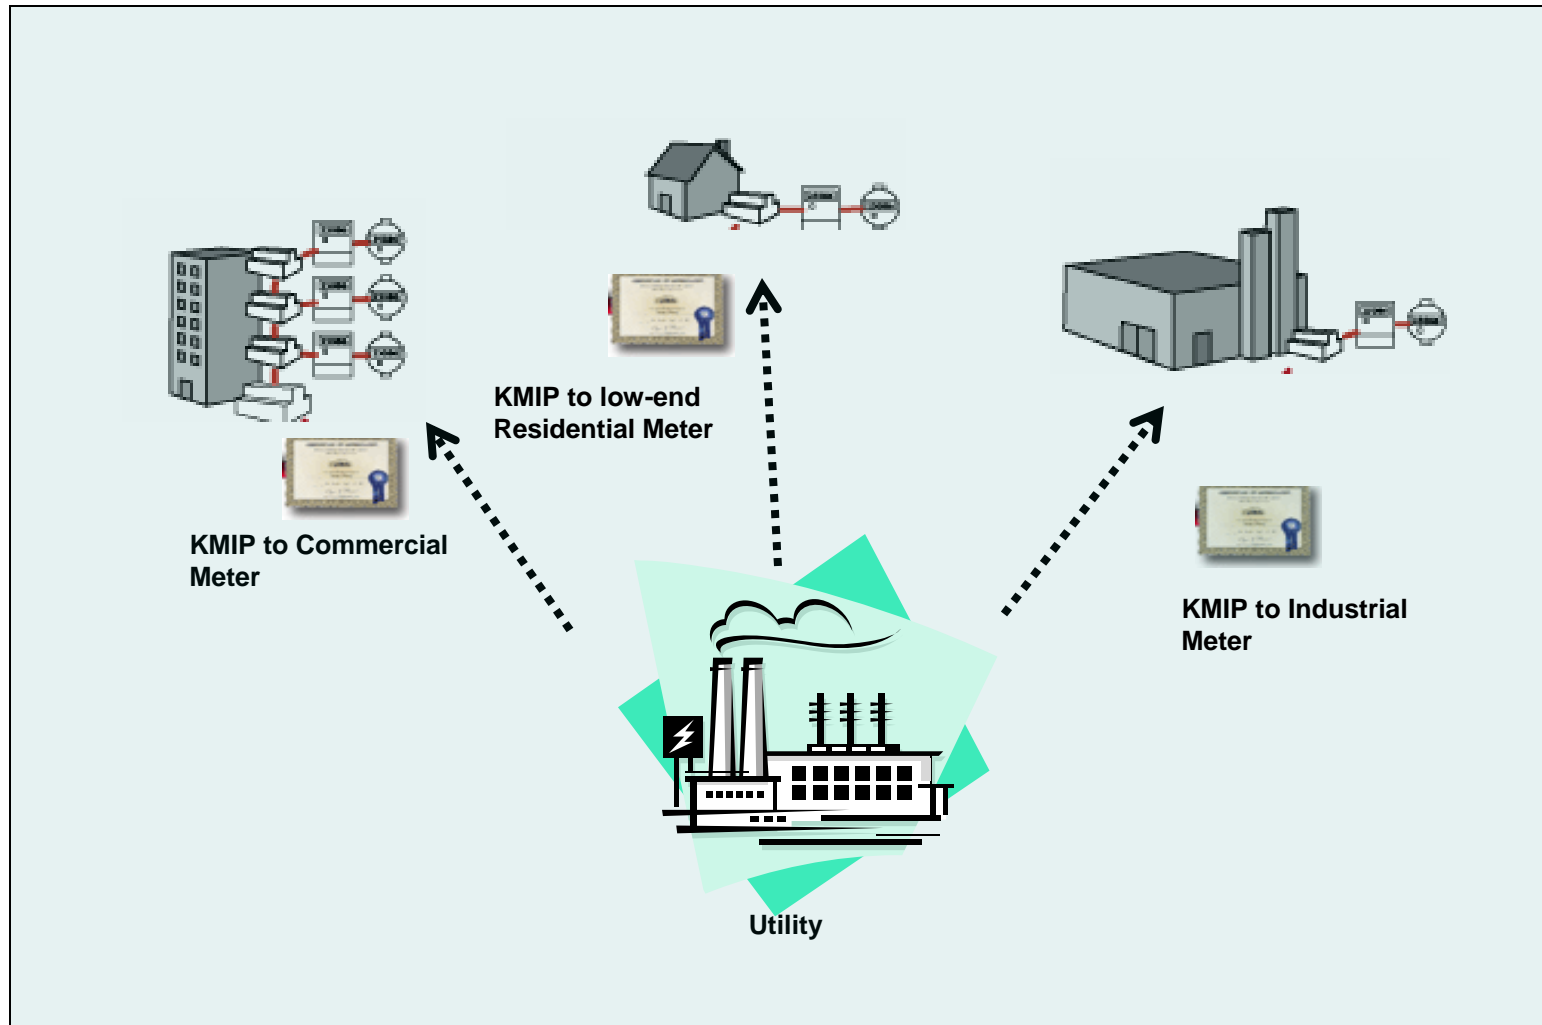 KMIP to low-end
Residential Meter
KMIP to Commercial
Meter
KMIP to Industrial
Meter
Utility